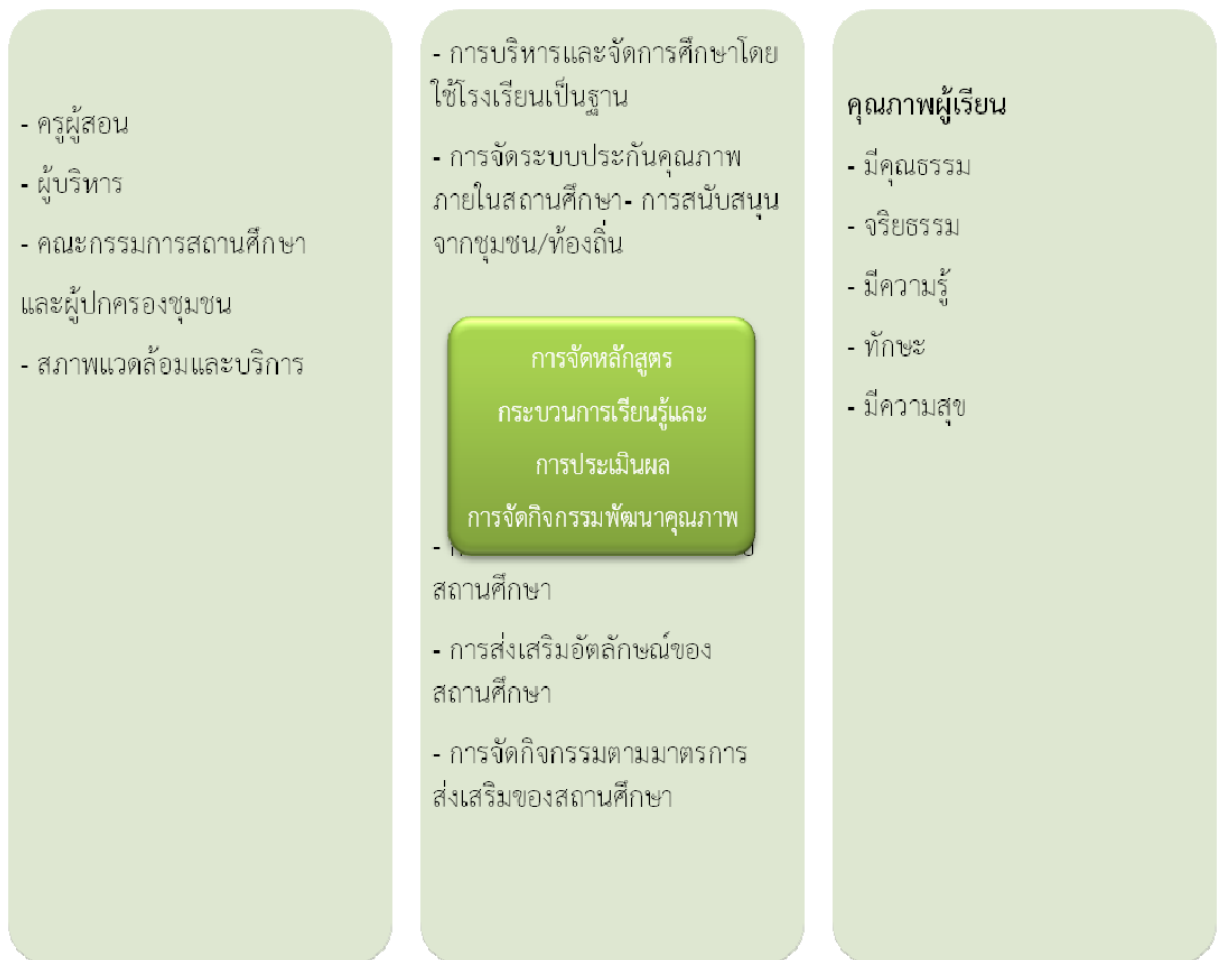 - ครูผู้สอน
- ผู้บริหาร
- คณะกรรมการสถานศึกษา
และผู้ปกครองชุมชน
- สภาพแวดล้อมและบริการ
- การบริหารและจัดการศึกษาโดย
ใช้โรงเรียนเป็นฐาน
- การจัดระบบประกันคุณภาพ
ภายในสถานศึกษา- การสนับสนุน
จากชุมชน/ท้องถิ่น
การจัดหลักสูตร
กระบวนการเรียนรู้และ
การประเมินผล
การจัดกิจกรรมพัฒนาคุณภาพ
-
สถานศึกษา
- การส่งเสริมอัตลักษณ์ของ
สถานศึกษา
- การจัดกิจกรรมตามมาตรการ
ส่งเสริมของสถานศึกษา
คุณภาพผู้เรียน
- มีคุณธรรม
- จริยธรรม
- มีความรู้
- ทักษะ
- มีความสุข